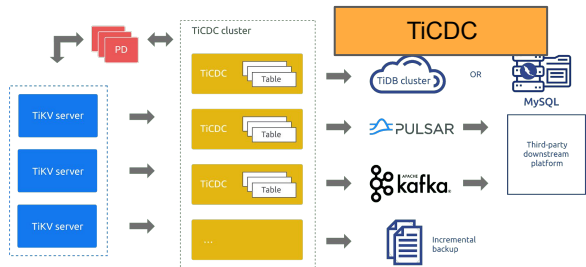 TiCDC
PD
TiCDC cluster
TiKV server
TiKV server
TiKV server
TiCDC
Table
TiCDC
Table
TiCDC
Table
...
TiDB cluster
OR
MySQL
PULSAR
APACHE
kafka®
Third-party
downstream
platform
Incremental
backup